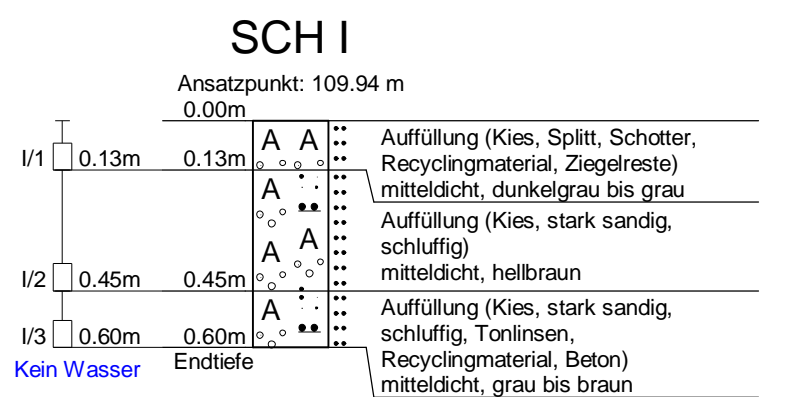 SCH I
Ansatzpunkt: 109.94 m
0.00m
A A
I/1 0.13m 0.13m
Auffüllung (Kies, Splitt, Schotter,
Recyclingmaterial, Ziegelreste)
mitteldicht, dunkelgrau bis grau
A
A A
I/2 0.45m 0.45m
Auffüllung (Kies, stark sandig,
schluffig)
mitteldicht, hellbraun
A
I/3 0.60m 0.60m
Auffüllung (Kies, stark sandig,
schluffig, Tonlinsen,
Recyclingmaterial, Beton)
mitteldicht, grau bis braun
Kein Wasser
Endtiefe